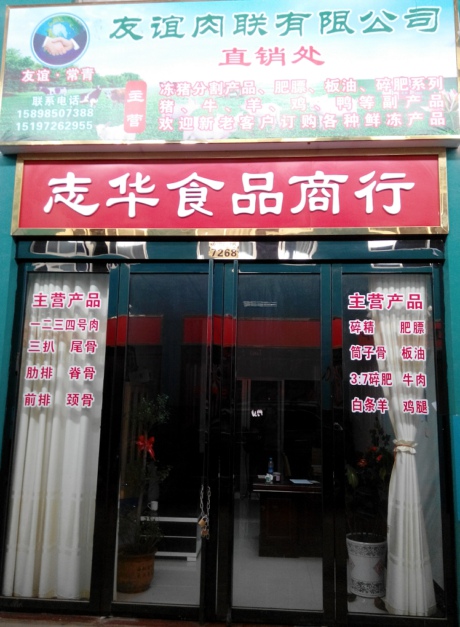 友谊肉联有限公司
直销处
友谊·常青
联系电话
15898507388
15197262955
主营
冻猪分割产品、肥膘、板油、碎肥系列
猪、牛、羊、鸡、鸭等副产品
欢迎新老客户订购各种鲜冻产品
志华食品商行
7268
主营产品
一二三四号肉
三扒 尾骨
肋排 脊骨
前排 颈骨
主营产品
碎精 肥膘
筒子骨 板油
3:7碎肥 牛肉
白条羊 鸡腿